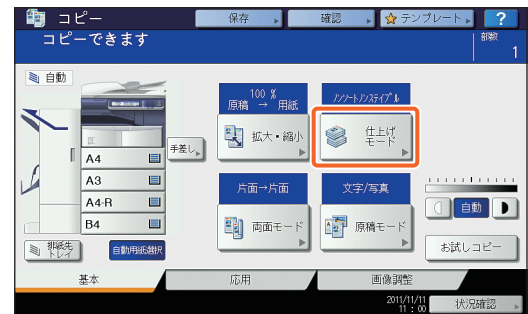 コピー
保存
確認
テンプレート
?
コピーできます
部数
1
自動
100 %
原稿 → 用紙
ノンソート/ノンステイプル
拡大・縮小
仕上げ
モード
手差し
A4
A3
A4-R
B4
片面→片面
文字/写真
両面モード
原稿モード
自動
排紙先
トレイ
自動用紙選択
お試しコピー
基本
応用
画像調整
2011/11/11
11 : 00
状況確認